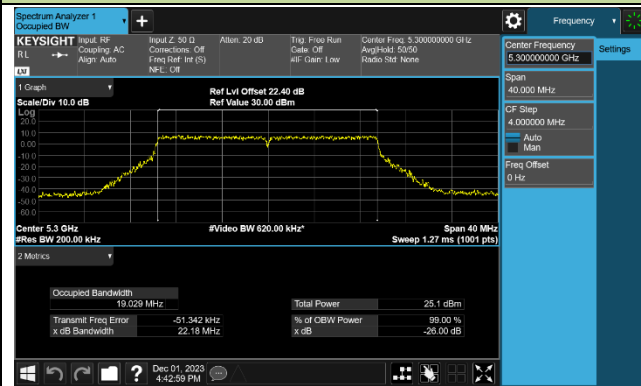 Spectrum Analyzer 1
Occupied BW
Frequency
KEYSIGHT
RL
LXI
Input: RF
Coupling: AC
Align: Auto
Input Z: 50 Ω
Corrections: Off
Freq Ref: Int (S)
NFE: Off
Atten: 20 dB
Trig: Free Run
Gate: Off
#IF Gain: Low
Center Freq: 5.300000000 GHz
Avg|Hold: 50/50
Radio Std: None
1 Graph
Scale/Div 10.0 dB
Ref Lvl Offset 22.40 dB
Ref Value 30.00 dBm
Log
20.0
10.0
0.00
-10.0
-20.0
-30.0
-40.0
-50.0
-60.0
Center 5.3 GHz
#Res BW 200.00 kHz
#Video BW 620.00 kHz*
Span 40 MHz
Sweep 1.27 ms (1001 pts)
2 Metrics
Occupied Bandwidth
19.029 MHz
Transmit Freq Error -51.342 kHz
x dB Bandwidth 22.18 MHz
Total Power 25.1 dBm
% of OBW Power 99.00 %
x dB -26.00 dB
Center Frequency
5.300000000 GHz
Span
40.000 MHz
CF Step
4.000000 MHz
Auto
Man
Freq Offset
0 Hz
Settings
Dec 01, 2023
4:42:59 PM